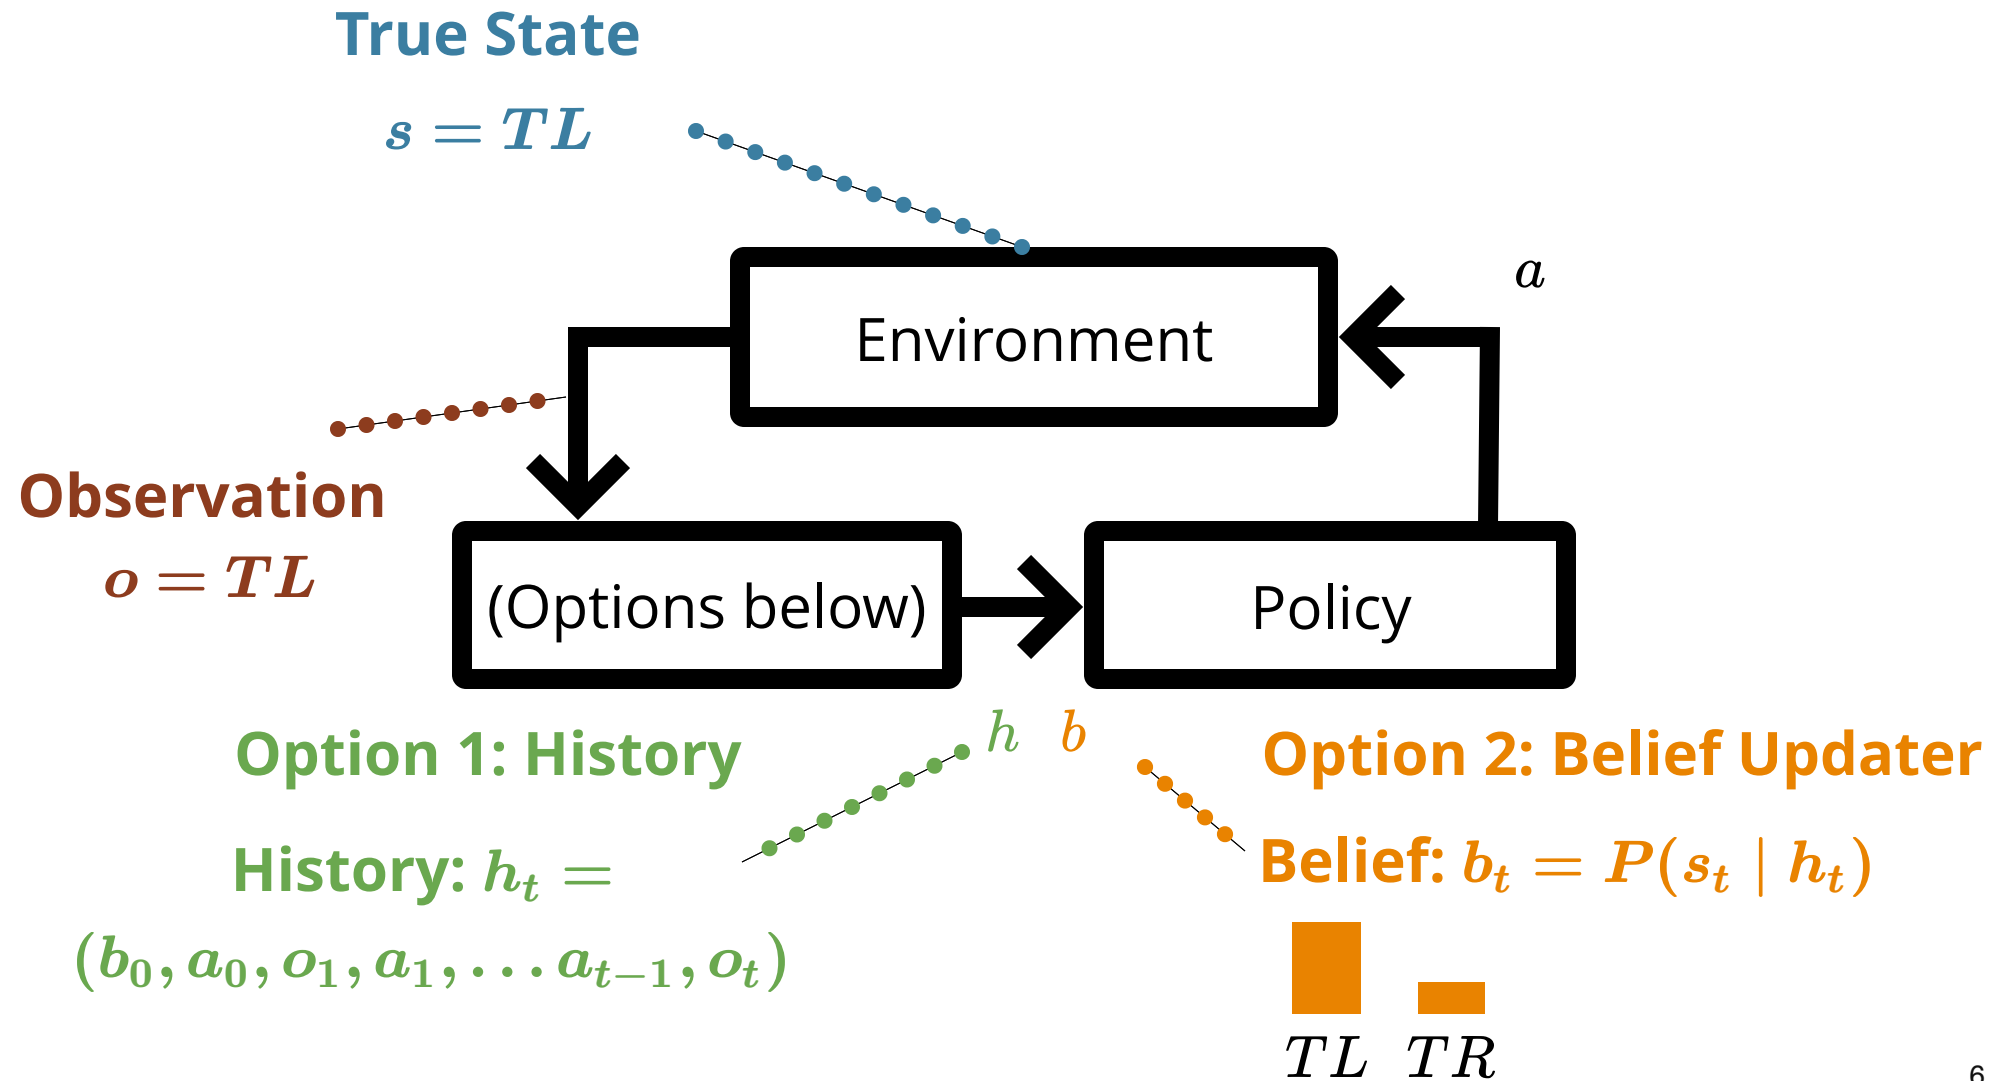 True State
s = TL
a
Environment
Observation
o = TL
(Options below)
Policy
h
b
Option 1: History
Option 2: Belief Updater
History: h_t =
(b_0, a_0, o_1, a_1, ... a_{t-1}, o_t)
Belief: b_t = P(s_t | h_t)
TL TR
6